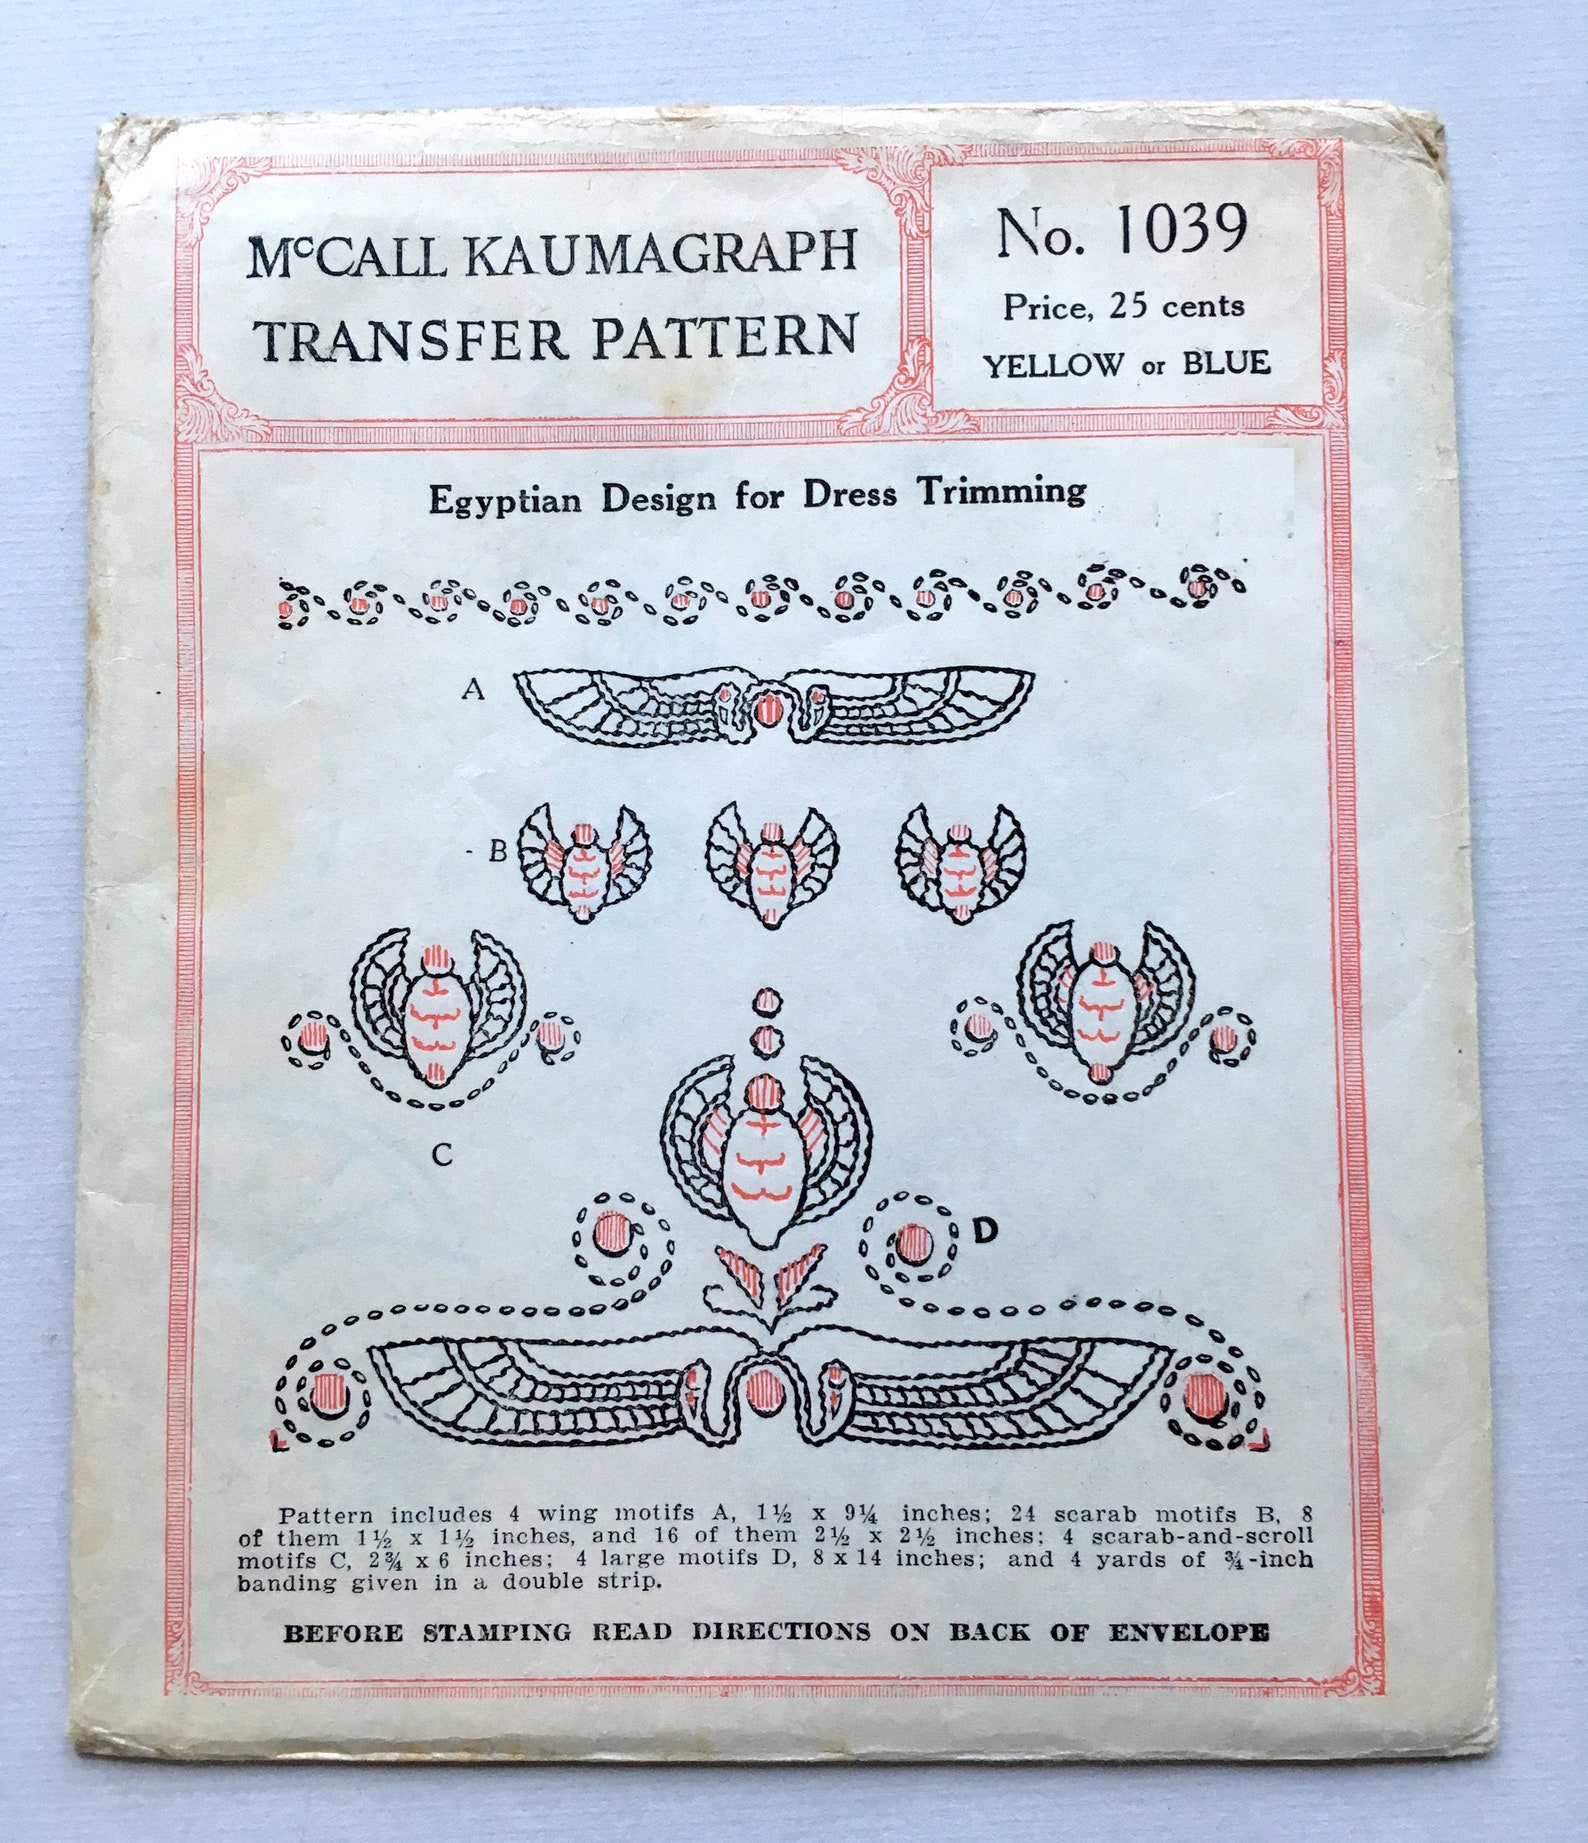 McCALL KAUMAGRAPH
TRANSFER PATTERN
No. 1039
Price, 25 cents
YELLOW or BLUE
Egyptian Design for Dress Trimming
A
B
C
D
Pattern includes 4 wing motifs A, 1½ x 9¼ inches; 24 scarab motifs B, 8
of them 1½ x 1½ inches, and 16 of them 2½ x 2½ inches; 4 scarab-and-scroll
motifs C, 2¾ x 6 inches; 4 large motifs D, 8 x 14 inches; and 4 yards of ¾-inch
banding given in a double strip.
BEFORE STAMPING READ DIRECTIONS ON BACK OF ENVELOPE